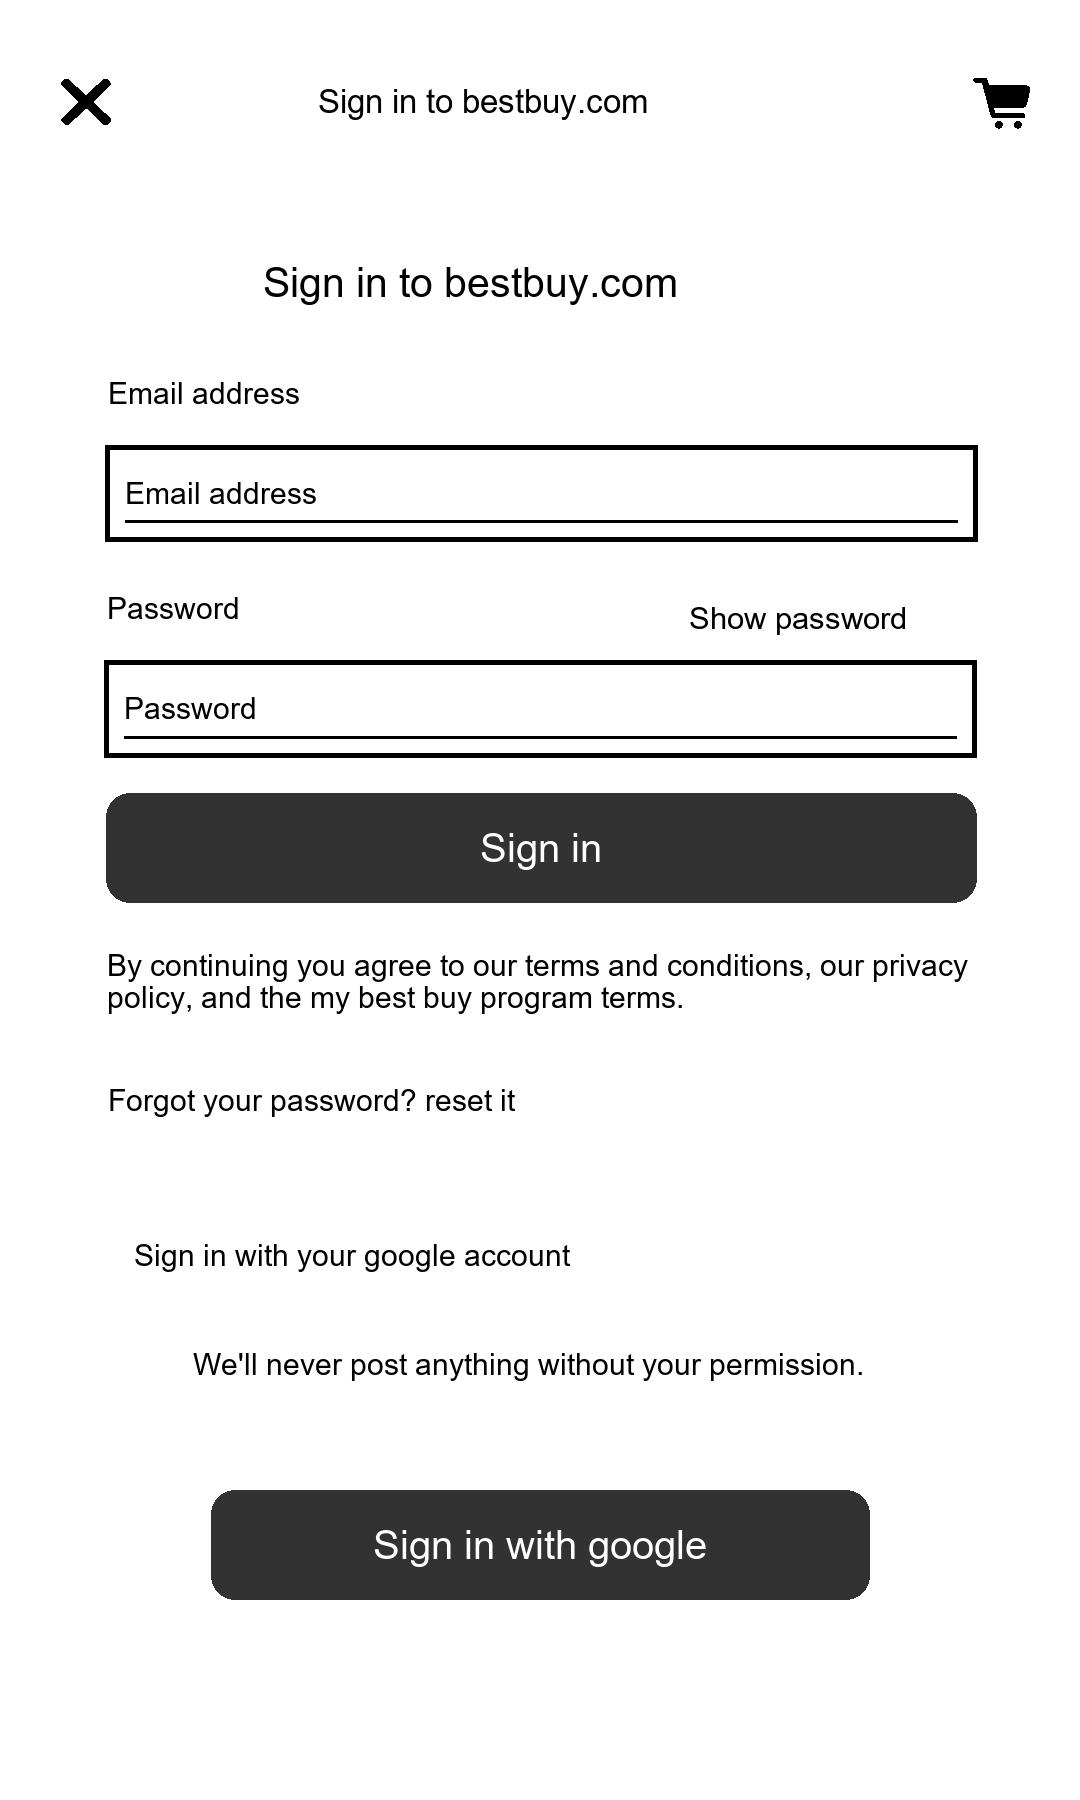 Sign in to bestbuy.com
Sign in to bestbuy.com
Email address
Email address
Password
Show password
Password
Sign in
By continuing you agree to our terms and conditions, our privacy
policy, and the my best buy program terms.
Forgot your password? reset it
Sign in with your google account
We'll never post anything without your permission.
Sign in with google